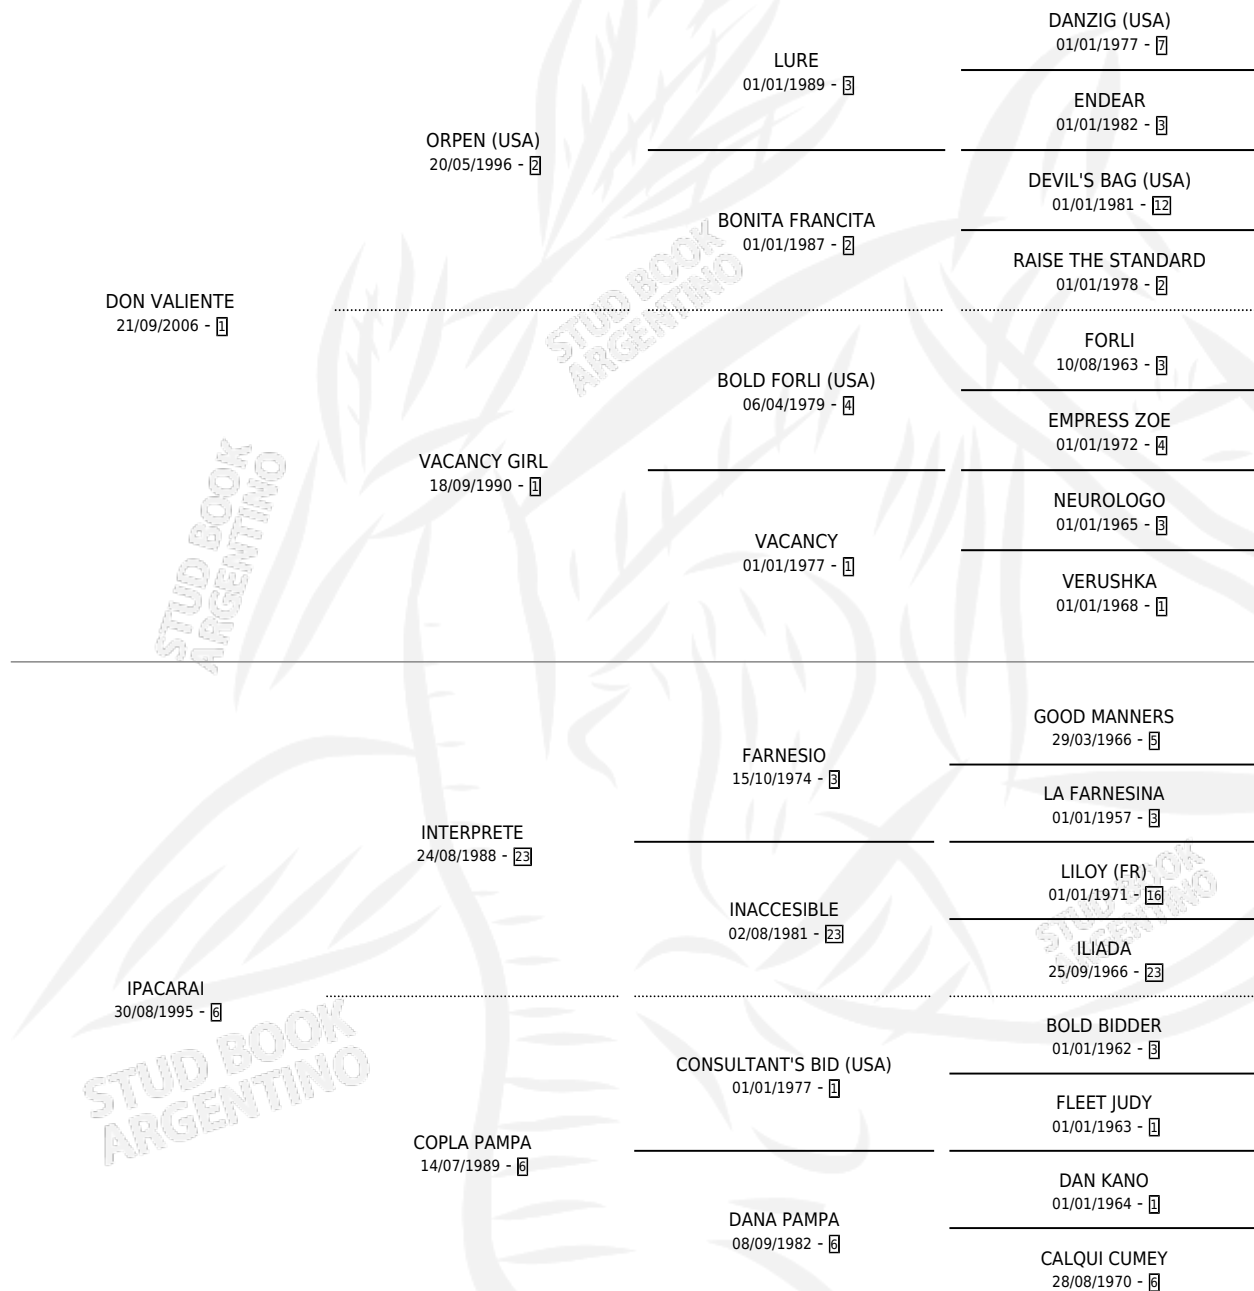 DANZIG (USA)
01/01/1977 - 7
LURE
01/01/1989 - 3
ENDEAR
01/01/1982 - 3
ORPEN (USA)
20/05/1996 - 2
DEVIL'S BAG (USA)
01/01/1981 - 12
BONITA FRANCITA
01/01/1987 - 2
RAISE THE STANDARD
01/01/1978 - 2
DON VALIENTE
21/09/2006 - 1
FORLI
10/08/1963 - 3
BOLD FORLI (USA)
06/04/1979 - 4
EMPRESS ZOE
01/01/1972 - 4
VACANCY GIRL
18/09/1990 - 1
NEUROLOGO
01/01/1965 - 3
VACANCY
01/01/1977 - 1
VERUSHKA
01/01/1968 - 1
GOOD MANNERS
29/03/1966 - 5
FARNESIO
15/10/1974 - 3
LA FARNESINA
01/01/1957 - 3
INTERPRETE
24/08/1988 - 23
LILOY (FR)
01/01/1971 - 16
INACCESIBLE
02/08/1981 - 23
ILIADA
25/09/1966 - 23
IPACARAI
30/08/1995 - 6
BOLD BIDDER
01/01/1962 - 3
CONSULTANT'S BID (USA)
01/01/1977 - 1
FLEET JUDY
01/01/1963 - 1
COPLA PAMPA
14/07/1989 - 6
DAN KANO
01/01/1964 - 1
DANA PAMPA
08/09/1982 - 6
CALQUI CUMEY
28/08/1970 - 6
STUD BOOK
ARGENTINO
STUD BOOK
ARGENTINO
STUD BOOK
ARGENTINO
STUD BOOK
ARGENTINO